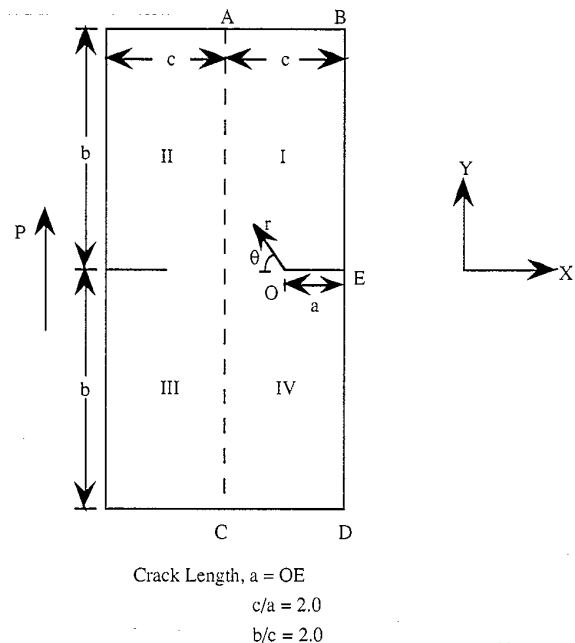 A B
c c
b
II I
Y
P
r
θ
X
O E
a
b
III IV
C D
Crack Length, a = OE
c/a = 2.0
b/c = 2.0